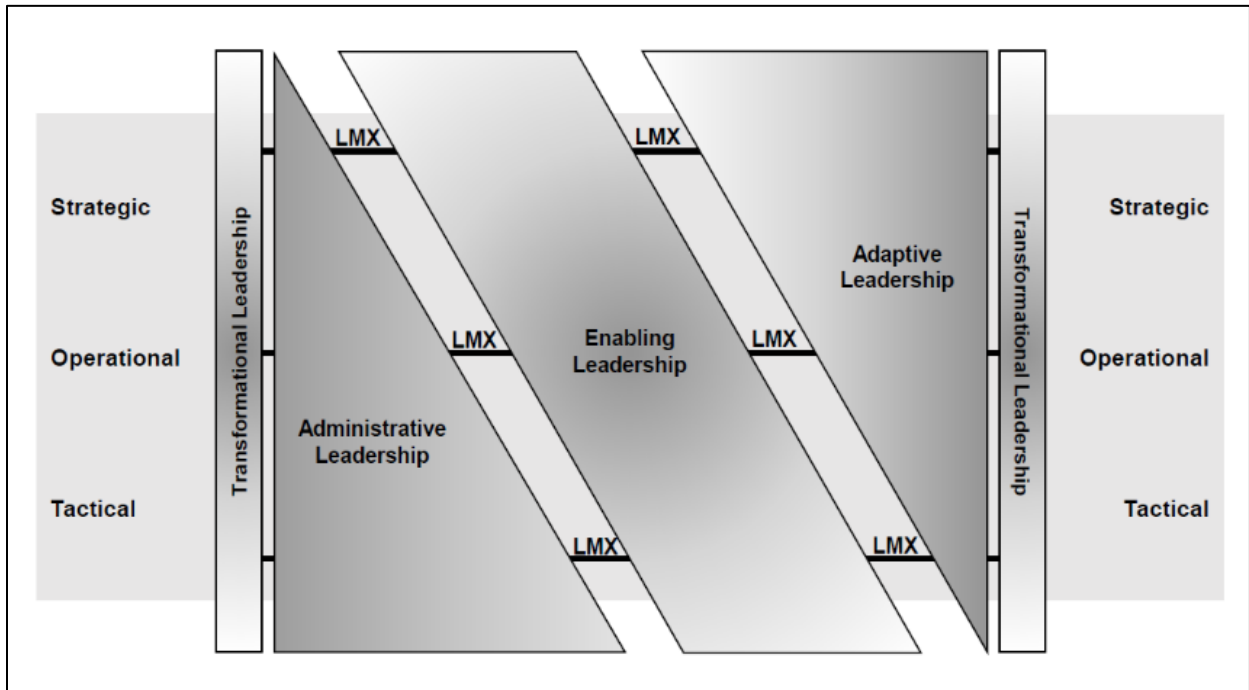 LMX
LMX
Strategic
Transformational Leadership
Adaptive
Leadership
Transformational Leadership
Strategic
Operational
LMX
Enabling
Leadership
LMX
Operational
Administrative
Leadership
Tactical
LMX
LMX
Tactical